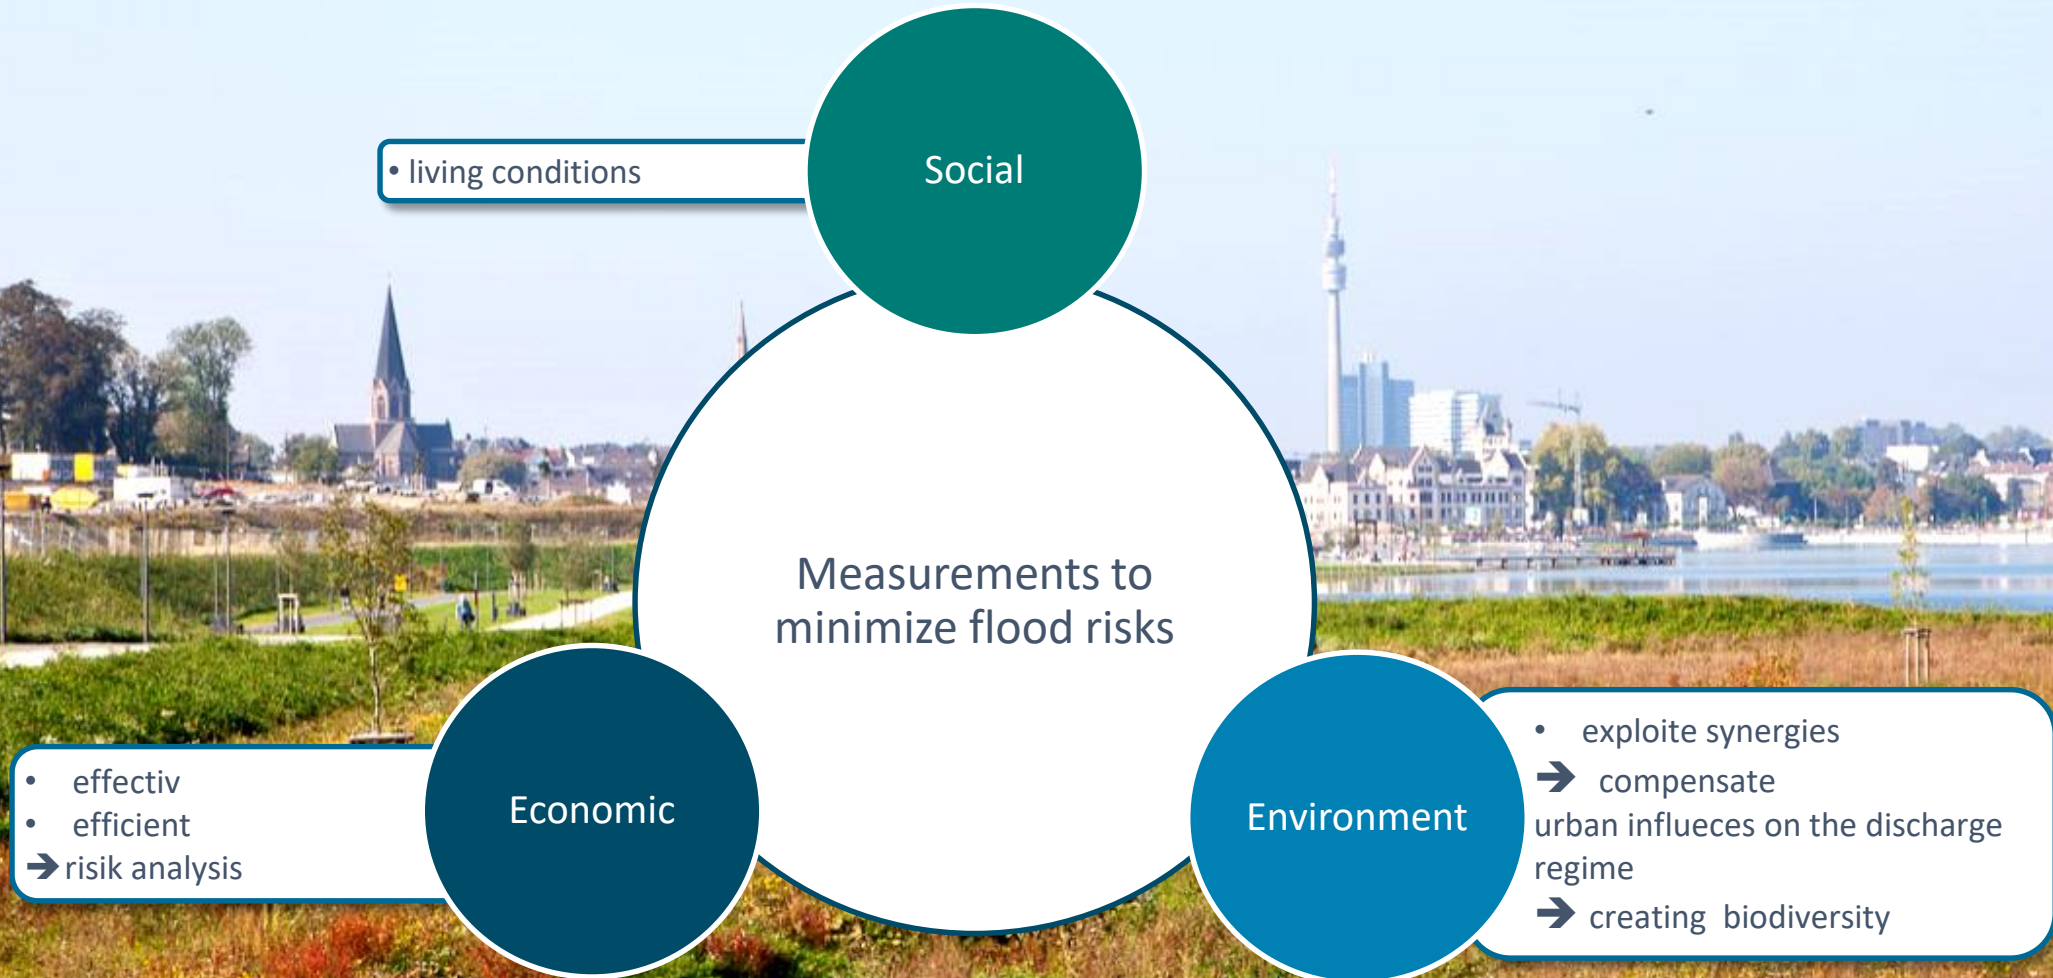 Social
• living conditions
Measurements to
minimize flood risks
Economic
• effectiv
• efficient
➔ risik analysis
Environment
• exploite synergies
➔ compensate
urban influeces on the discharge
regime
➔ creating biodiversity